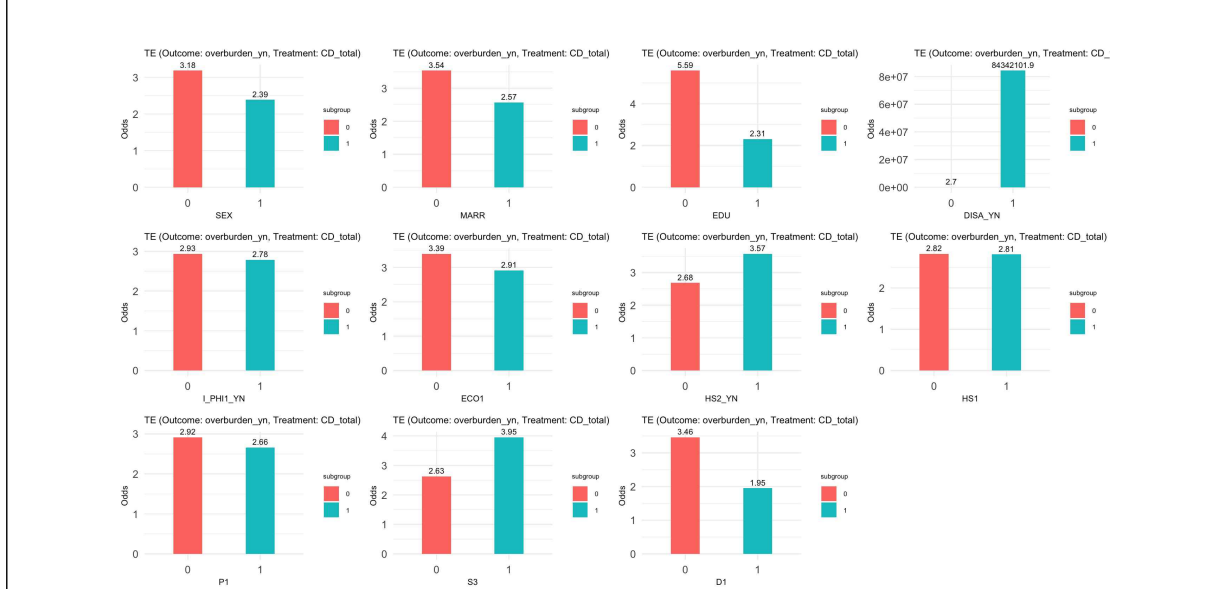 TE (Outcome: overburden_yn, Treatment: CD_total)
3.18
2.39
3
2
1
0
Odds
0
1
SEX
subgroup
0
1
TE (Outcome: overburden_yn, Treatment: CD_total)
3.54
2.57
3
2
1
0
Odds
0
1
MARR
subgroup
0
1
TE (Outcome: overburden_yn, Treatment: CD_total)
5.59
2.31
4
2
0
Odds
0
1
EDU
subgroup
0
1
TE (Outcome: overburden_yn, Treatment: CD_
84342101.9
2.7
8e+07
6e+07
4e+07
2e+07
0e+00
Odds
0
1
DISA_YN
subgroup
0
1
TE (Outcome: overburden_yn, Treatment: CD_total)
2.93
2.78
3
2
1
0
Odds
0
1
I_PHI1_YN
subgroup
0
1
TE (Outcome: overburden_yn, Treatment: CD_total)
3.39
2.91
3
2
1
0
Odds
0
1
ECO1
subgroup
0
1
TE (Outcome: overburden_yn, Treatment: CD_total)
2.68
3.57
3
2
1
0
Odds
0
1
HS2_YN
subgroup
0
1
TE (Outcome: overburden_yn, Treatment: CD_total)
2.82
2.81
2
1
0
Odds
0
1
HS1
subgroup
0
1
TE (Outcome: overburden_yn, Treatment: CD_total)
2.92
2.66
3
2
1
0
Odds
0
1
P1
subgroup
0
1
TE (Outcome: overburden_yn, Treatment: CD_total)
2.63
3.95
4
3
2
1
0
Odds
0
1
S3
subgroup
0
1
TE (Outcome: overburden_yn, Treatment: CD_total)
3.46
1.95
3
2
1
0
Odds
0
1
D1
subgroup
0
1